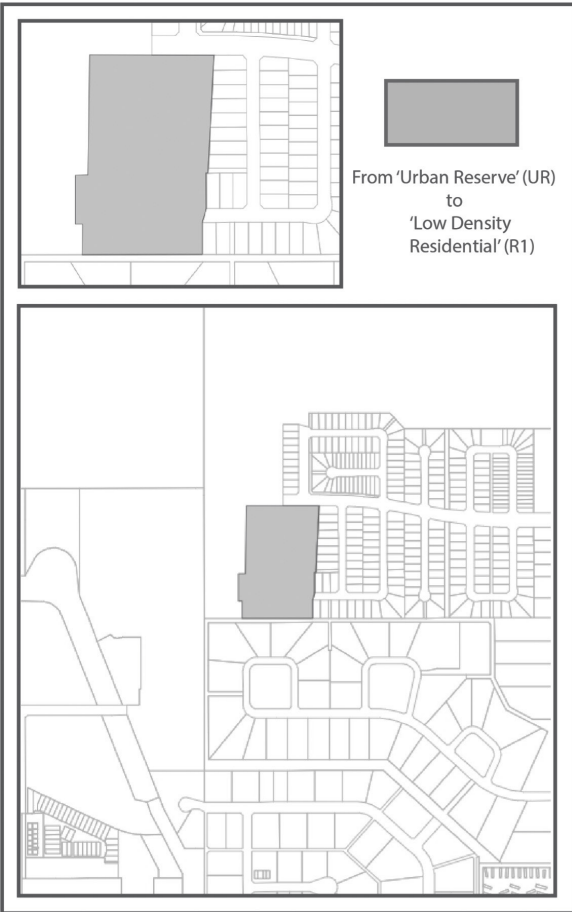 From ‘Urban Reserve’ (UR)
to
‘Low Density
Residential’ (R1)